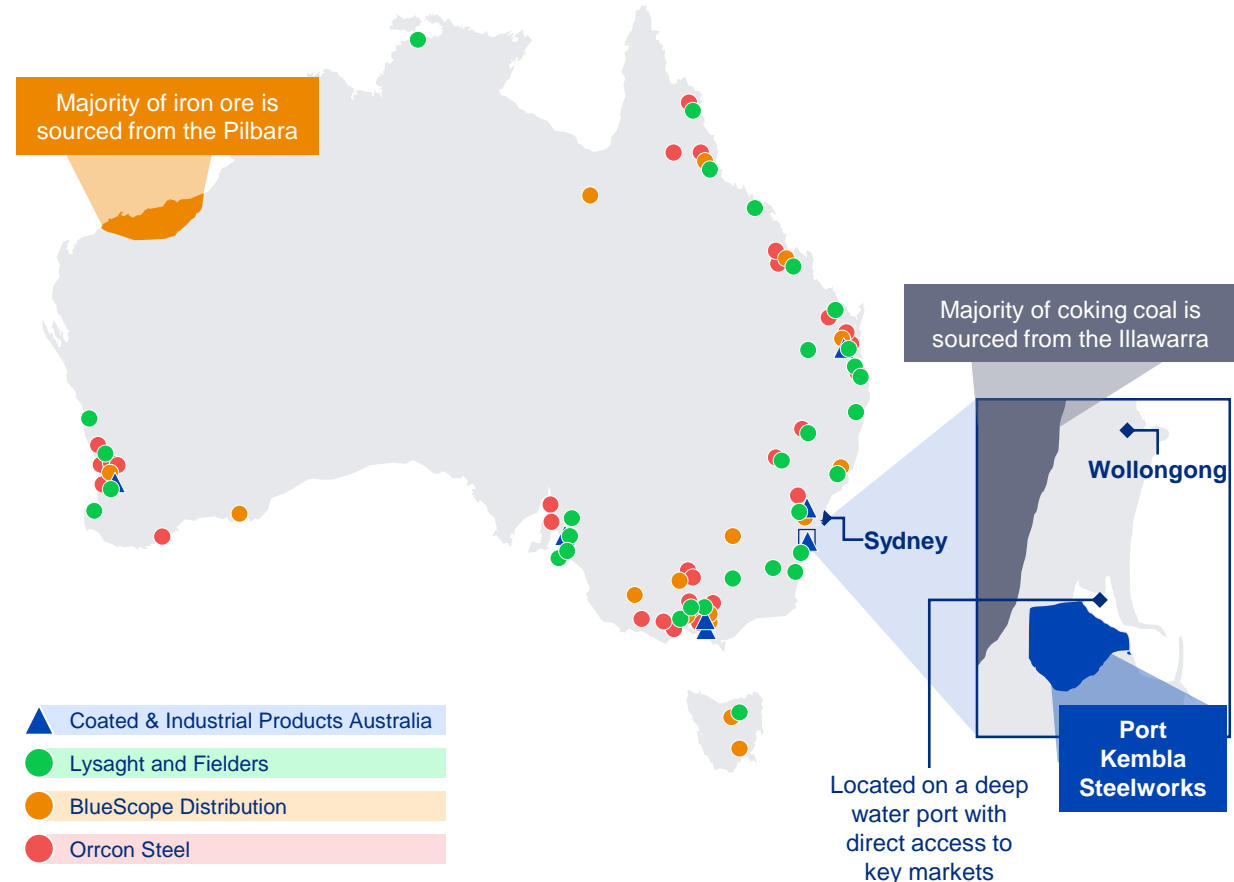 Majority of iron ore is
sourced from the Pilbara
Majority of coking coal is
sourced from the Illawarra
Wollongong
Sydney
Port
Kembla
Steelworks
Located on a deep
water port with
direct access to
key markets
Coated & Industrial Products Australia
Lysaght and Fielders
BlueScope Distribution
Orrcon Steel